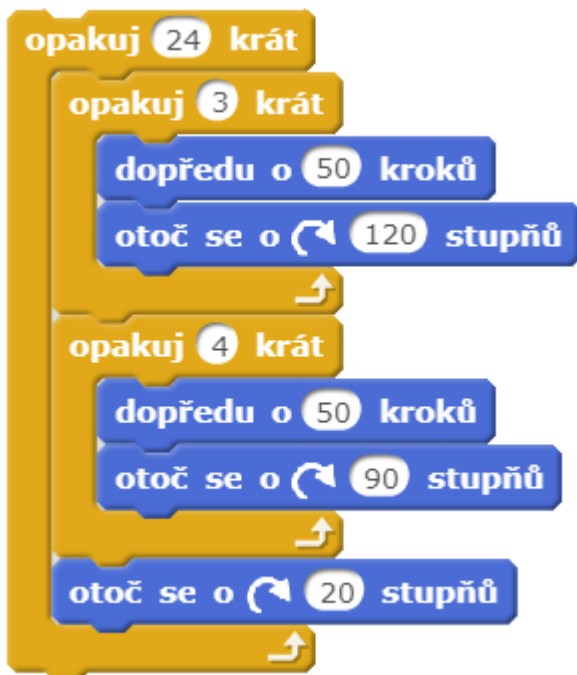 opakuj 24 krát
opakuj 3 krát
dopředu o 50 kroků
otoč se o 120 stupňů
opakuj 4 krát
dopředu o 50 kroků
otoč se o 90 stupňů
otoč se o 20 stupňů